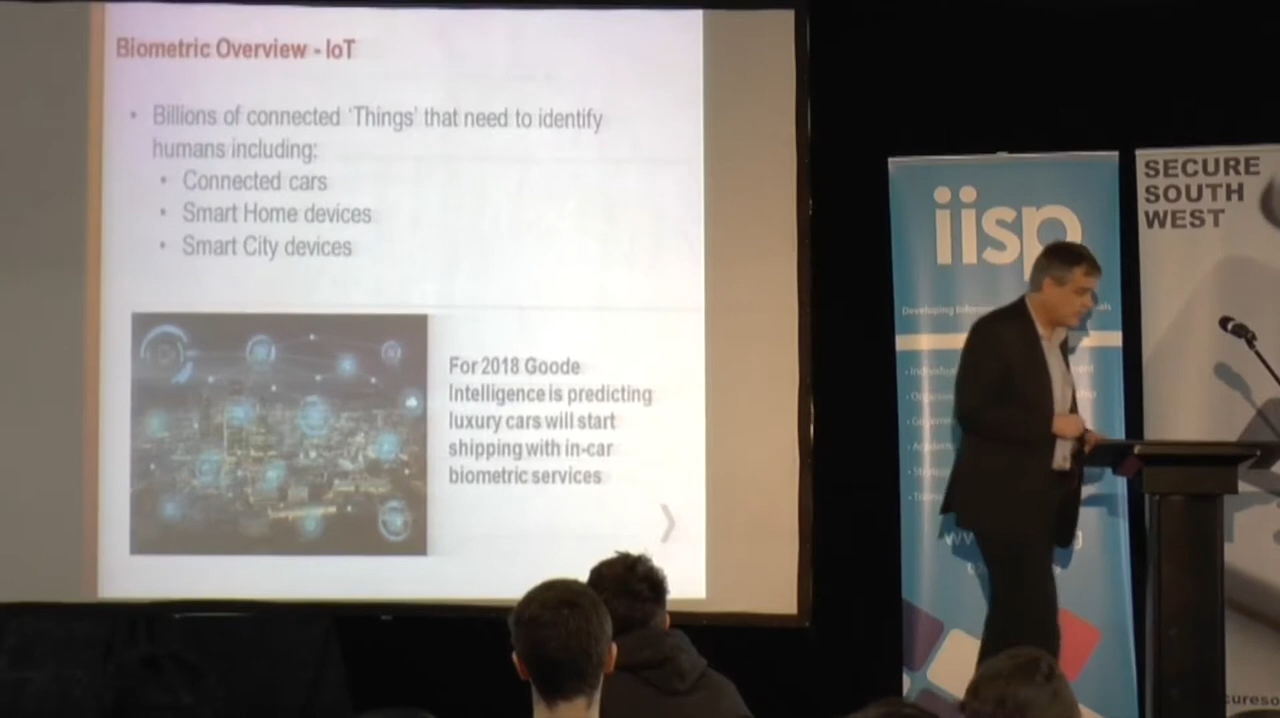 Biometric Overview - IoT
• Billions of connected 'Things' that need to identify
humans including:
• Connected cars
• Smart Home devices
• Smart City devices
For 2018 Goode
Intelligence is predicting
luxury cars will start
shipping with in-car
biometric services
iisp
Developing
SECURE
SOUTH
WEST